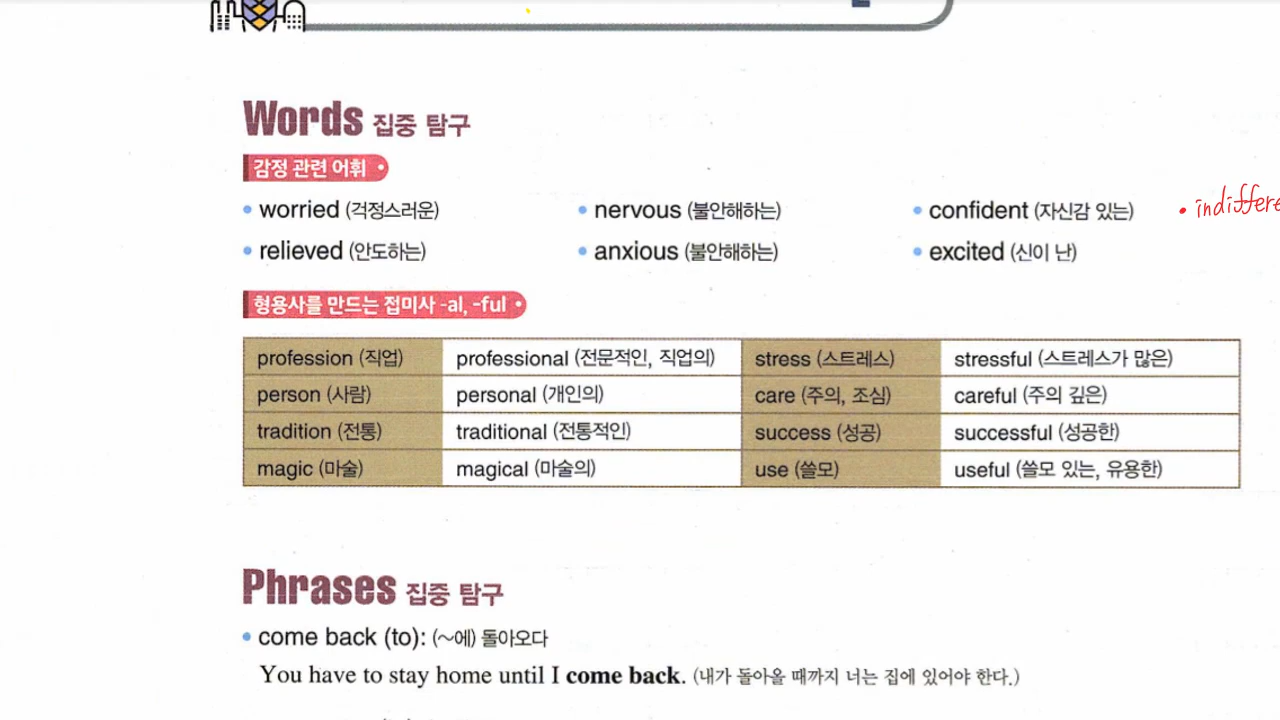 Words 집중 탐구
감정 관련 어휘
• worried (걱정스러운) • nervous (불안해하는) • confident (자신감 있는)
• relieved (안도하는) • anxious (불안해하는) • excited (신이 난)
형용사를 만드는 접미사 -al, -ful
profession (직업) professional (전문적인, 직업의) stress (스트레스) stressful (스트레스가 많은)
person (사람) personal (개인의) care (주의, 조심) careful (주의 깊은)
tradition (전통) traditional (전통적인) success (성공) successful (성공한)
magic (마술) magical (마술의) use (쓸모) useful (쓸모 있는, 유용한)
Phrases 집중 탐구
• come back (to): (~에) 돌아오다
You have to stay home until I come back. (내가 돌아올 때까지 너는 집에 있어야 한다.)